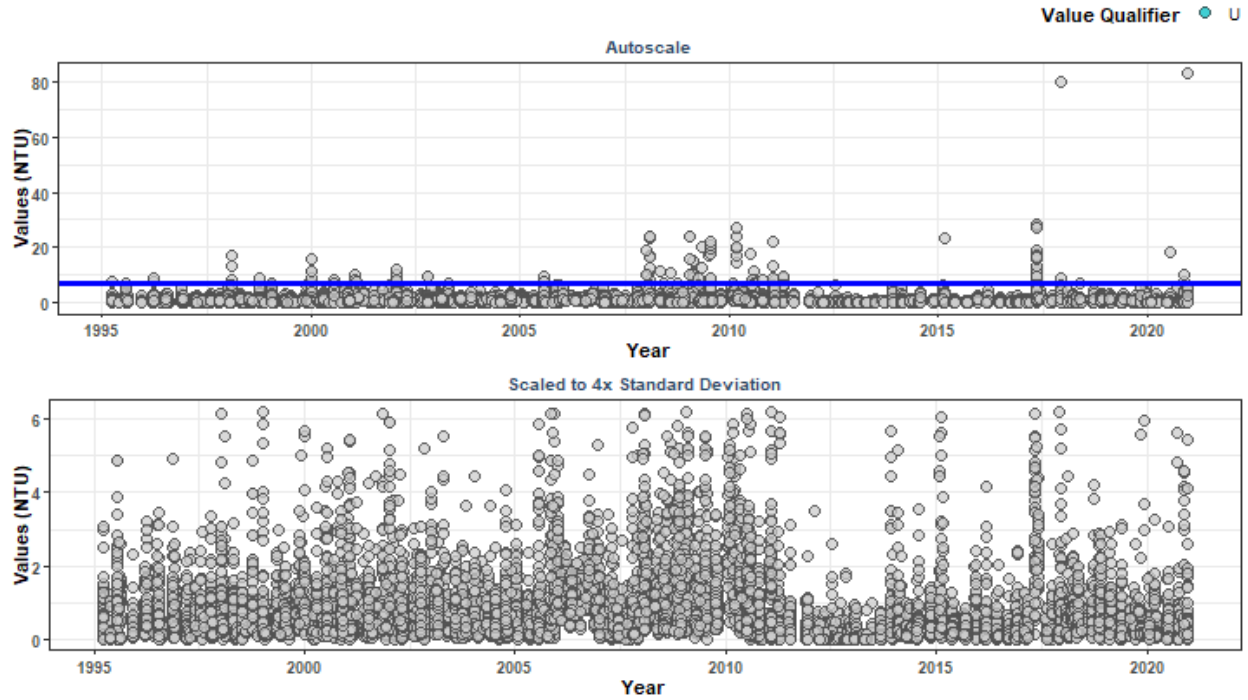 Value Qualifier U
Autoscale
Values (NTU)
80
60
40
20
0
1995 2000 2005 2010 2015 2020
Year
Scaled to 4x Standard Deviation
Values (NTU)
6
4
2
0
1995 2000 2005 2010 2015 2020
Year